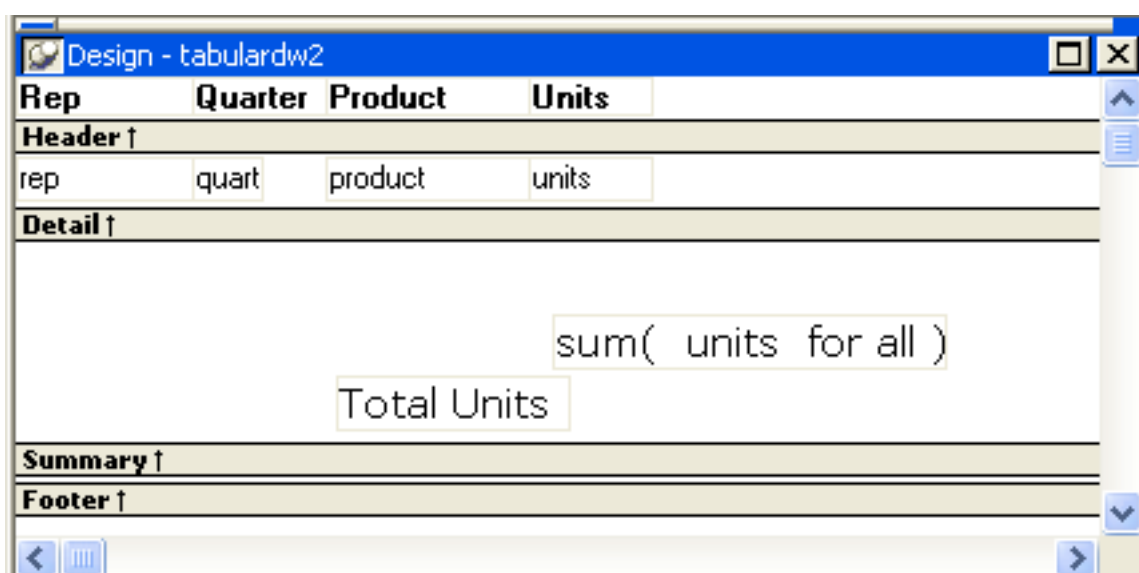 Design - tabulardw2
Rep Quarter Product Units
Header ↑
rep quart product units
Detail ↑
sum( units for all )
Total Units
Summary ↑
Footer ↑